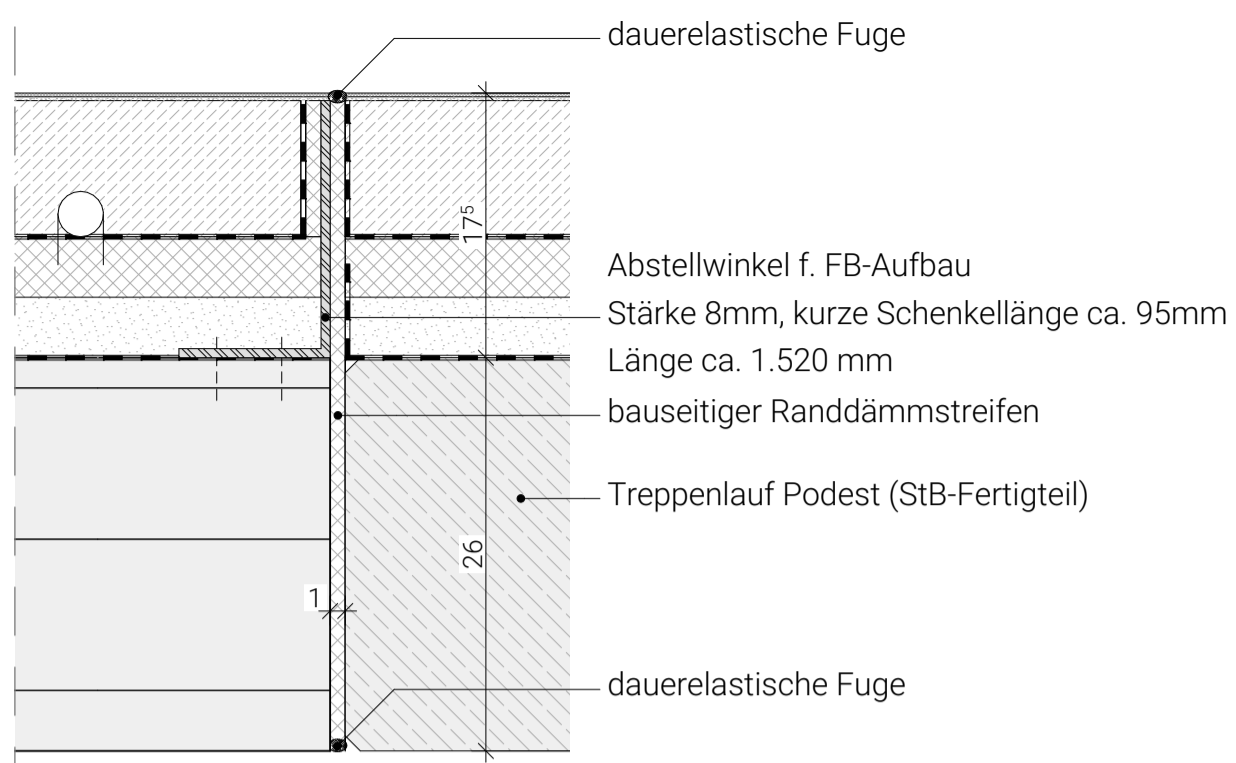 dauerelastische Fuge
17⁵
Abstellwinkel f. FB-Aufbau
Stärke 8mm, kurze Schenkellänge ca. 95mm
Länge ca. 1.520 mm
bauseitiger Randdämmstreifen
Treppenlauf Podest (StB-Fertigteil)
26
1
dauerelastische Fuge